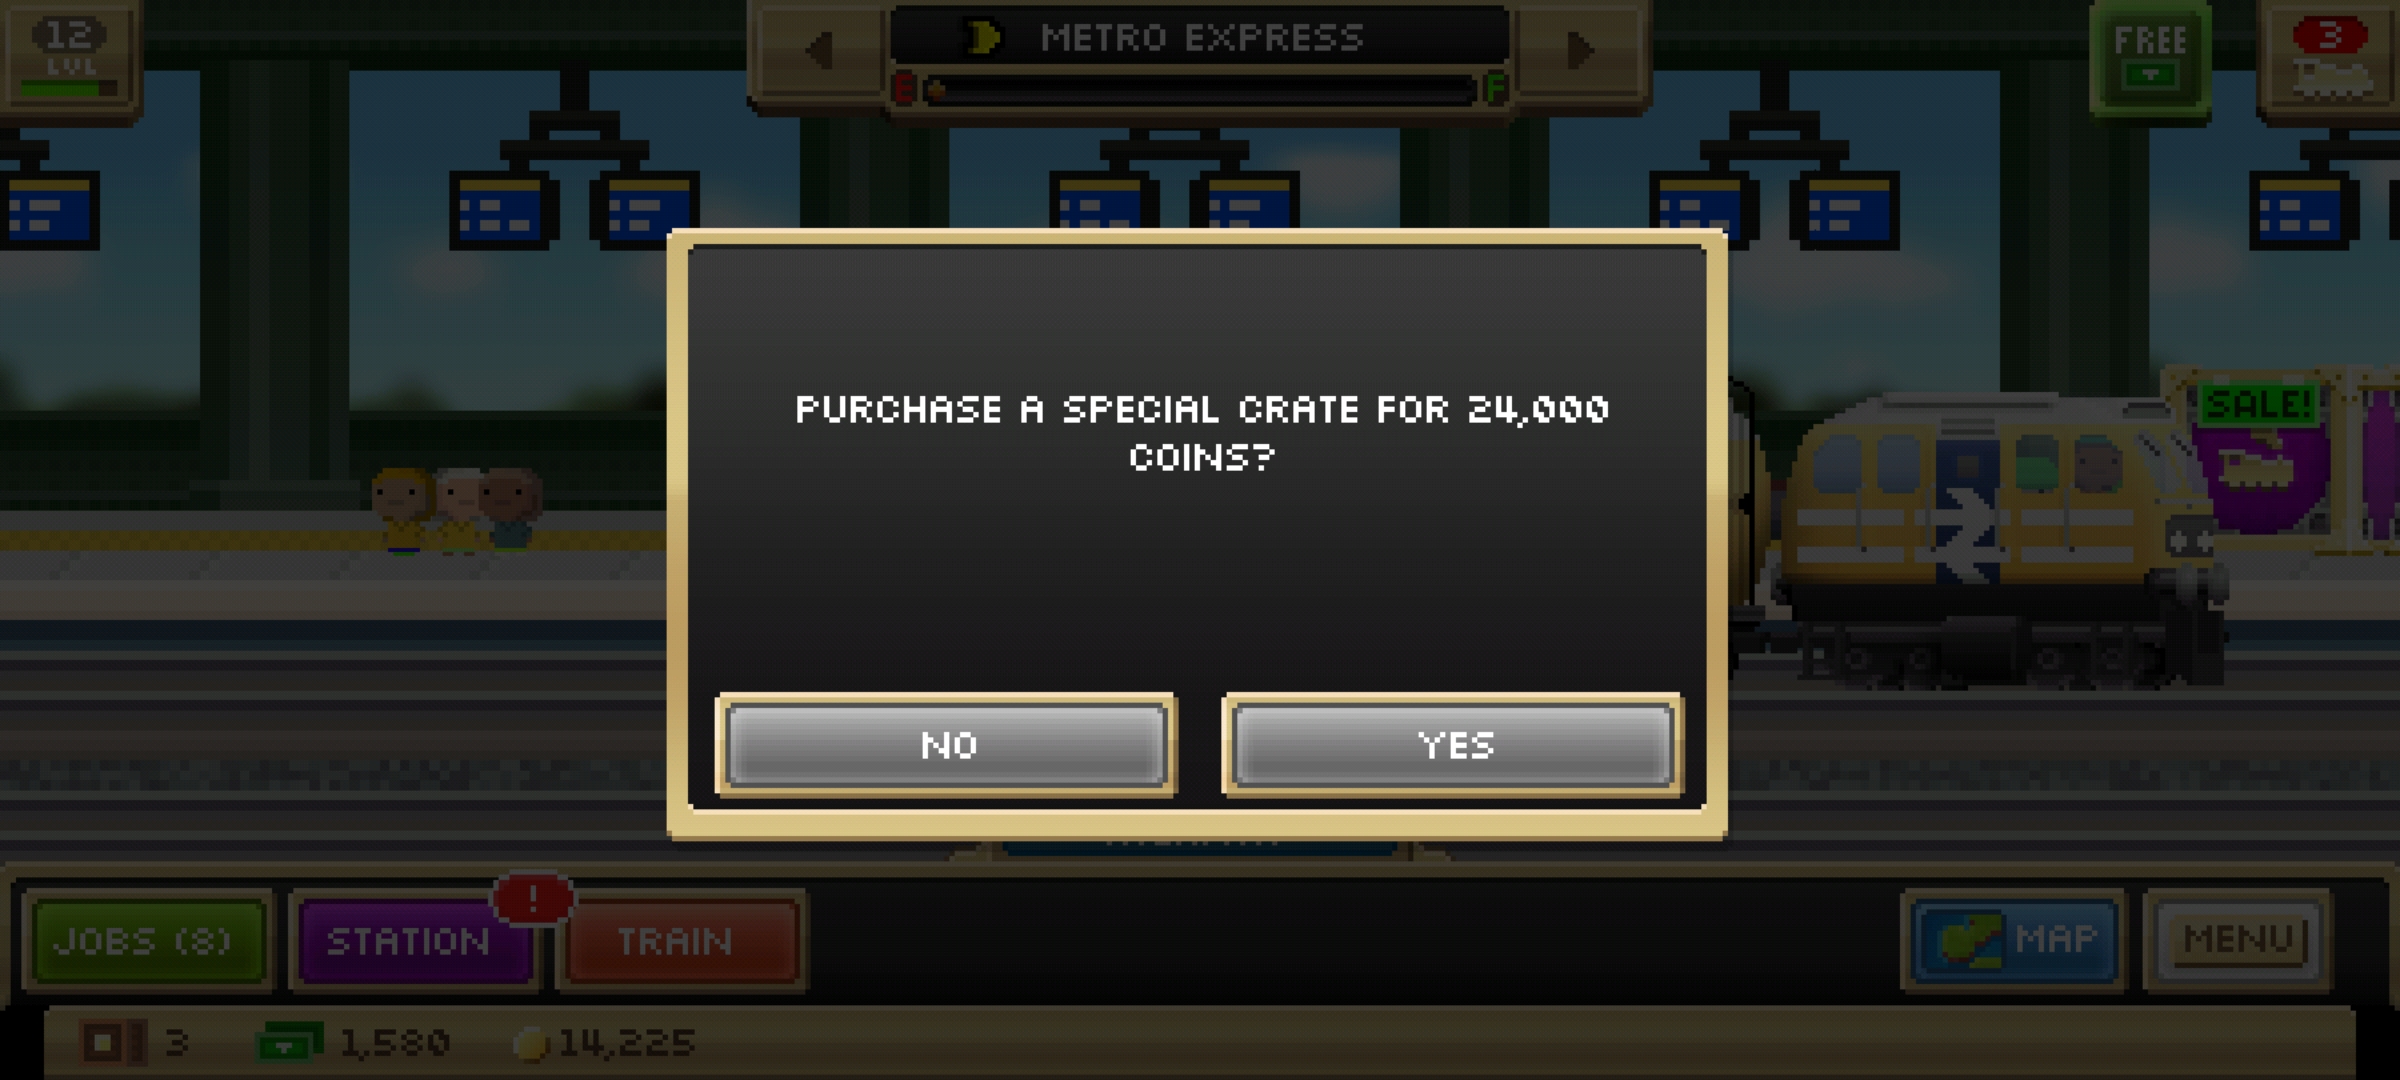 12
LVL
METRO EXPRESS
E F
FREE
3
PURCHASE A SPECIAL CRATE FOR 24,000
COINS?
SALE!
NO
YES
JOBS (8)
STATION
!
TRAIN
MAP
MENU
3
1,580
14,225